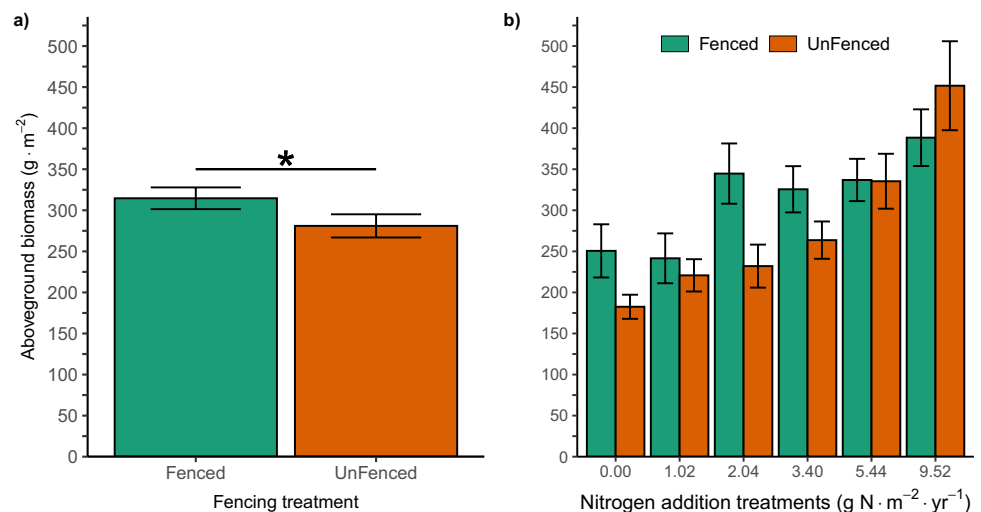 a)
Aboveground biomass (g · m⁻²)
500
450
400
350
300
250
200
150
100
50
0
*
Fenced UnFenced
Fencing treatment
b)
Fenced UnFenced
500
450
400
350
300
250
200
150
100
50
0
0.00 1.02 2.04 3.40 5.44 9.52
Nitrogen addition treatments (g N · m⁻² · yr⁻¹)